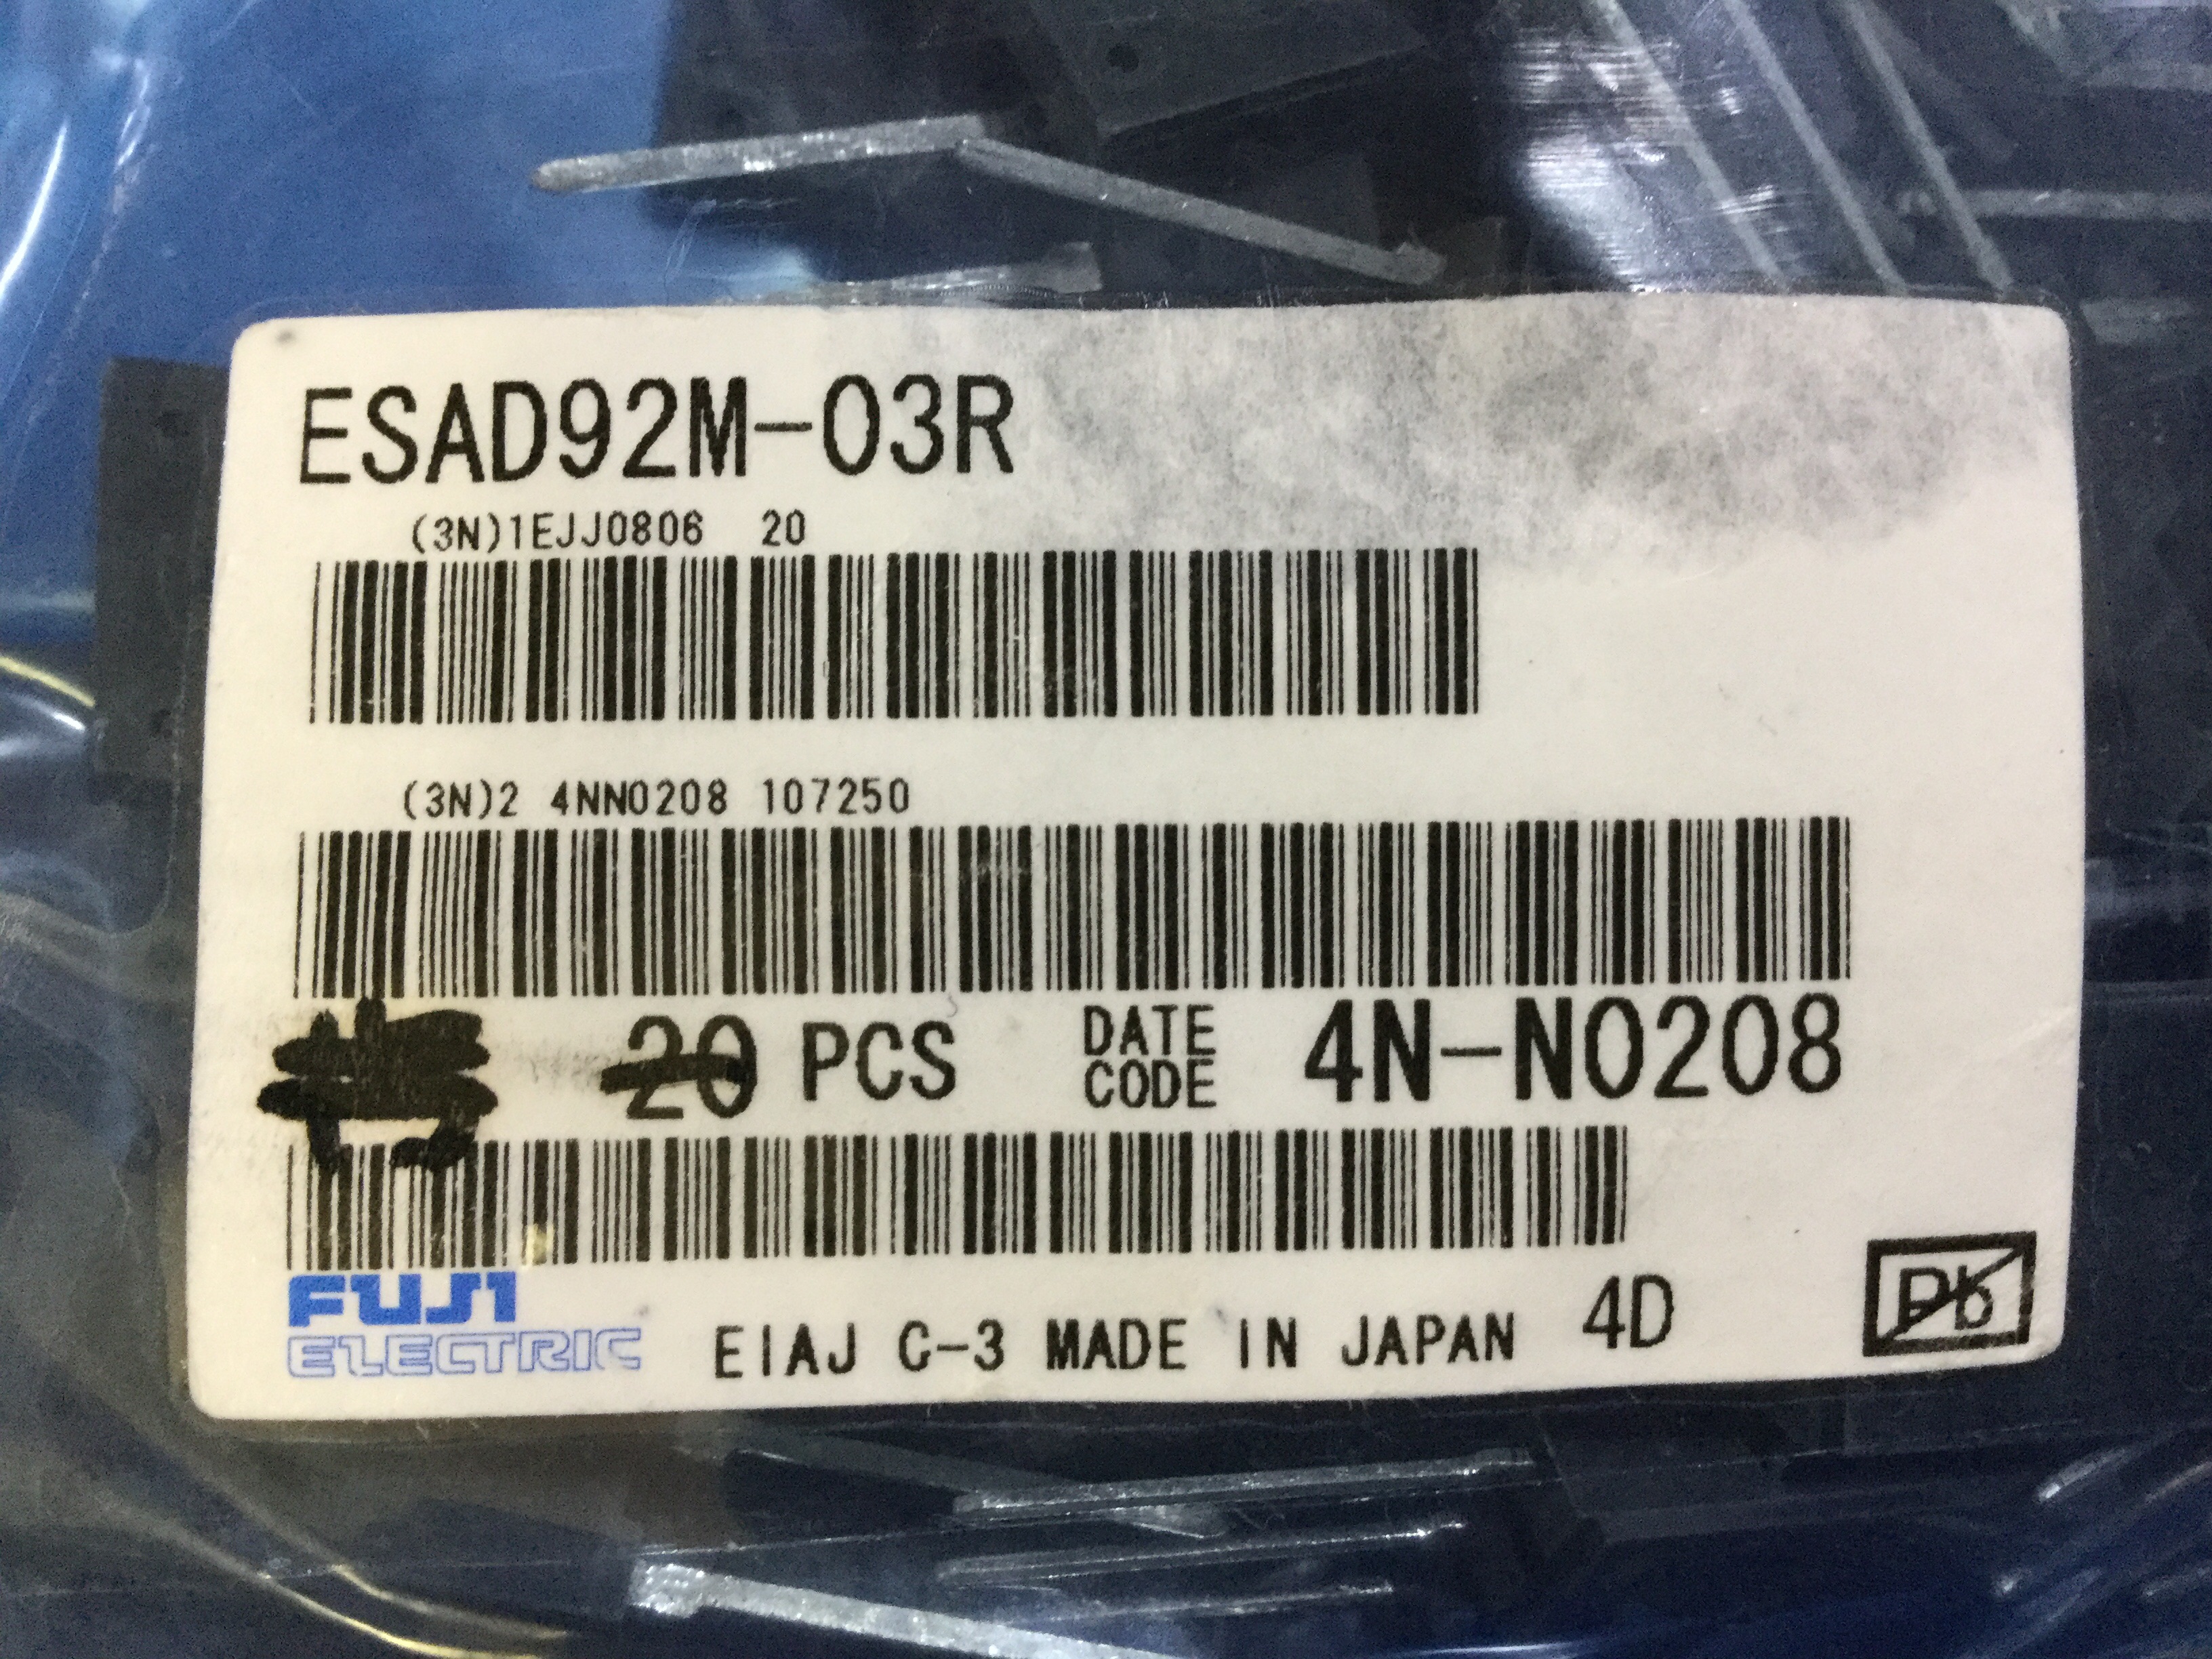 ESAD92M-03R
(3N)1EJJ0806 20
(3N)2 4NN0208 107250
20 PCS DATE CODE 4N-N0208
FUJI
ELECTRIC
EIAJ C-3 MADE IN JAPAN 4D
Pb